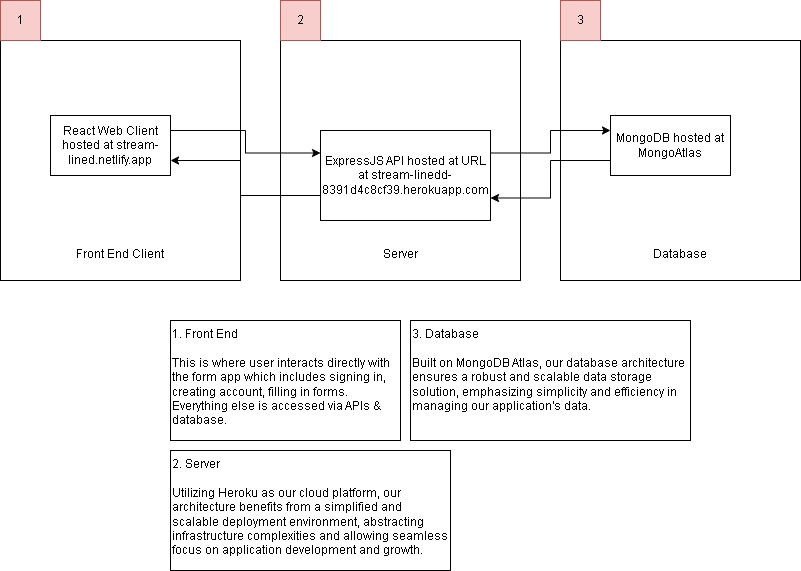 1
2
3
React Web Client
hosted at stream-
lined.netlify.app
Front End Client
ExpressJS API hosted at URL
at stream-linedd-
8391d4c8cf39.herokuapp.com
Server
MongoDB hosted at
MongoAtlas
Database
1. Front End
This is where user interacts directly with
the form app which includes signing in,
creating account, filling in forms.
Everything else is accessed via APIs &
database.
3. Database
Built on MongoDB Atlas, our database architecture
ensures a robust and scalable data storage
solution, emphasizing simplicity and efficiency in
managing our application's data.
2. Server
Utilizing Heroku as our cloud platform, our
architecture benefits from a simplified and
scalable deployment environment, abstracting
infrastructure complexities and allowing seamless
focus on application development and growth.